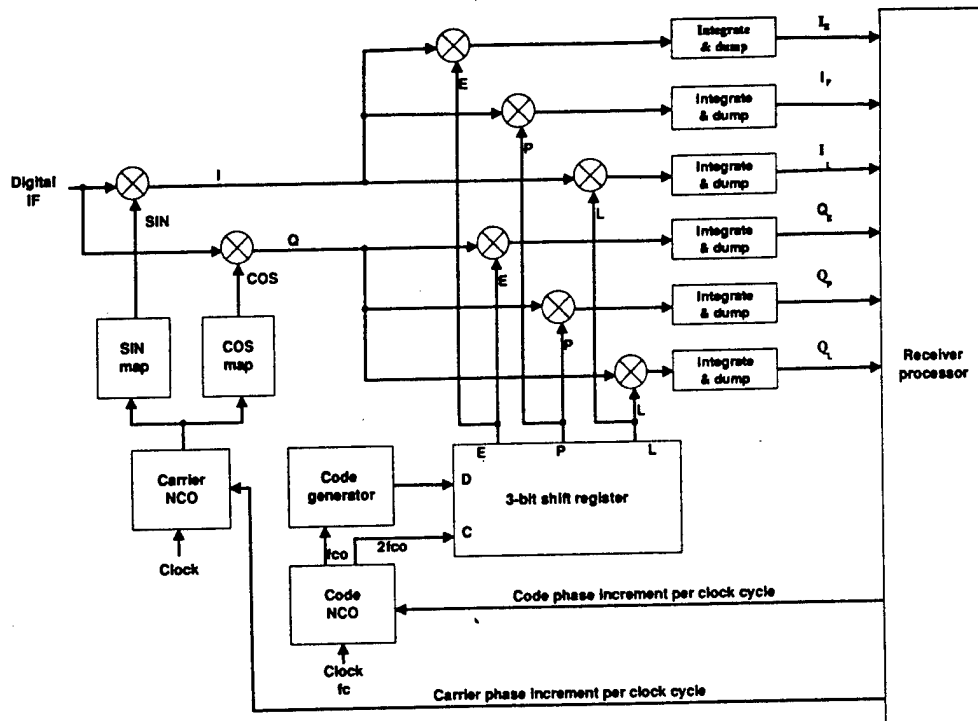 Integrate
& dump
I_E
E
Integrate
& dump
I_P
P
Digital
IF
I
SIN
L
Integrate
& dump
I_L
Q
COS
E
Integrate
& dump
Q_E
P
Integrate
& dump
Q_P
SIN
map
COS
map
L
Integrate
& dump
Q_L
Receiver
processor
Carrier
NCO
Clock
Code
generator
E P L
D
3-bit shift register
C
fco
2fco
Code
NCO
Code phase increment per clock cycle
Clock
fc
Carrier phase increment per clock cycle